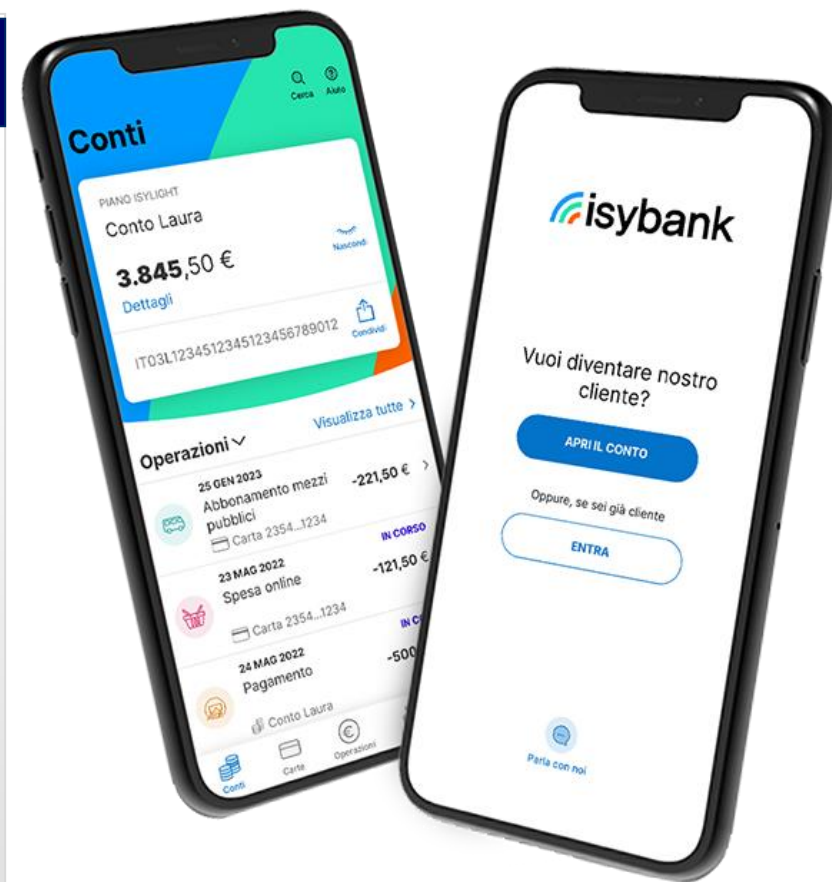 Cerca
Aiuto
Conti
PIANO ISYLIGHT
Conto Laura
3.845,50 €
Nascondi
Dettagli
IT03L1234512345123456789012
Condividi
Operazioni
Visualizza tutte >
25 GEN 2023
Abbonamento mezzi
pubblici
-221,50 € >
Carta 2354...1234
IN CORSO
23 MAG 2022
Spesa online
-121,50 €
Carta 2354...1234
24 MAG 2022
Pagamento
-500
Conto Laura
Conti
Carte
Operazioni
isybank
Vuoi diventare nostro
cliente?
APRI IL CONTO
Oppure, se sei già cliente
ENTRA
Parla con noi